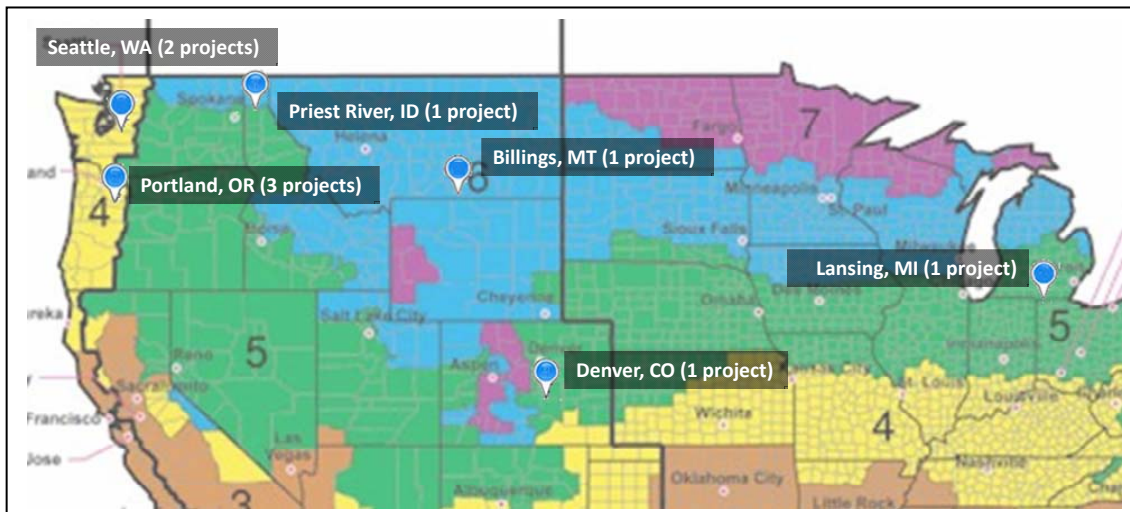 Seattle, WA (2 projects)
Spokane
Priest River, ID (1 project)
Helena
Fargo
7
Billings, MT (1 project)
6
Portland, OR (3 projects)
4
Minneapolis
St. Paul
Boise
Sioux Falls
Milwaukee
Lansing, MI (1 project)
Cheyenne
Omaha
Des Moines
Salt Lake City
5
5
Reno
Indianapolis
Denver
Aspen
Denver, CO (1 project)
Kansas City
Sacramento
St. Louis
Louisville
Francisco
Wichita
4
Jose
Las
Vegas
Nashville
3
Oklahoma City
Albuquerque
Little Rock